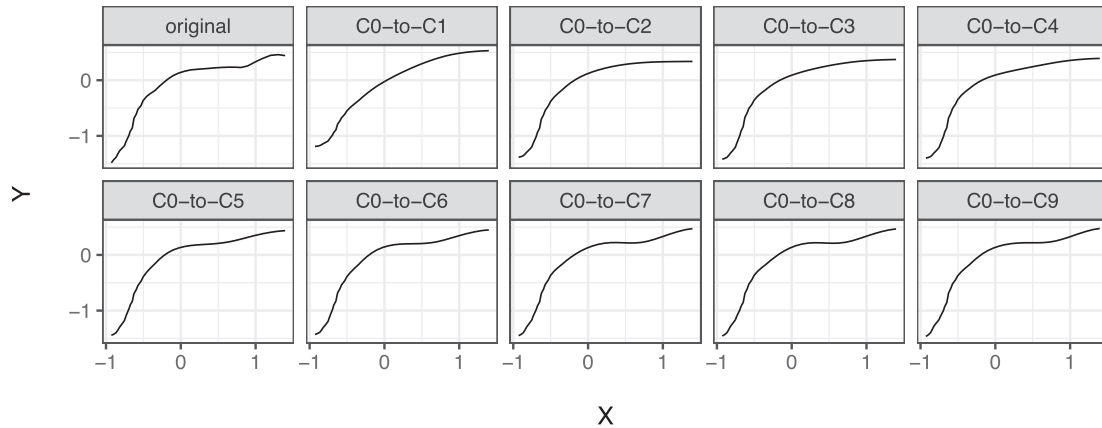 original C0−to−C1 C0−to−C2 C0−to−C3 C0−to−C4
0
−1
Y
C0−to−C5 C0−to−C6 C0−to−C7 C0−to−C8 C0−to−C9
0
−1
−1 0 1 −1 0 1 −1 0 1 −1 0 1 −1 0 1
X